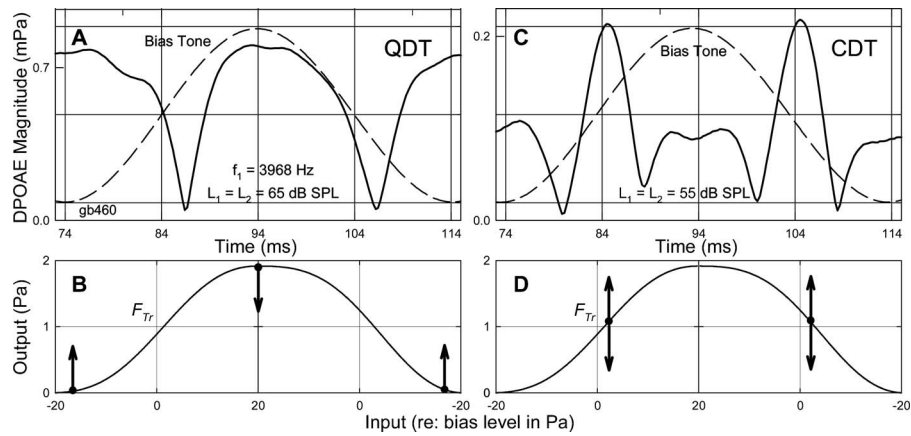 A
QDT
Bias Tone
DPOAE Magnitude (mPa)
0.7
0.0
f₁ = 3968 Hz
L₁ = L₂ = 65 dB SPL
gb460
74 84 94 104 114
Time (ms)
C
CDT
Bias Tone
0.2
0.0
L₁ = L₂ = 55 dB SPL
74 84 94 104 114
Time (ms)
B
F_Tr
Output (Pa)
2
1
0
-20 0 20 0 -20
D
F_Tr
2
1
0
-20 0 20 0 -20
Input (re: bias level in Pa)